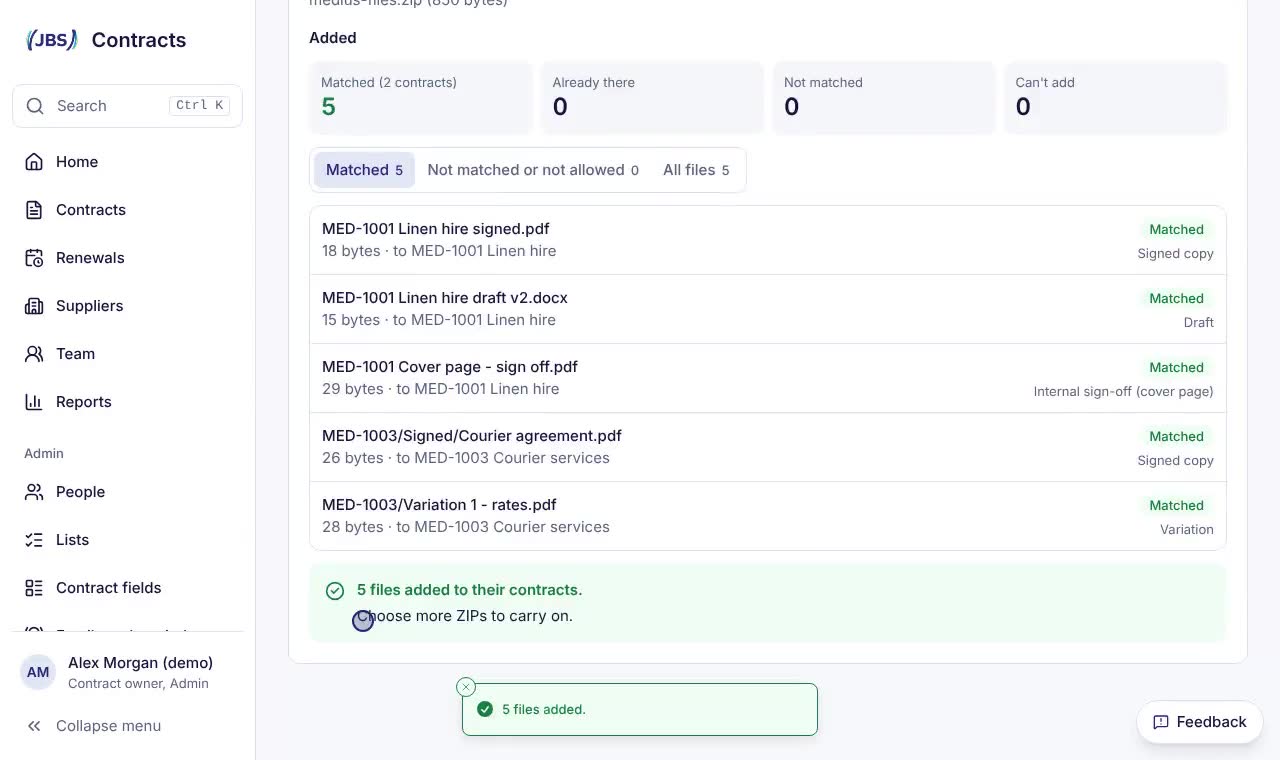 (JBS) Contracts
Search Ctrl K
Home
Contracts
Renewals
Suppliers
Team
Reports
Admin
People
Lists
Contract fields
AM
Alex Morgan (demo)
Contract owner, Admin
Collapse menu
medius-files.zip (850 bytes)
Added
Matched (2 contracts)
5
Already there
0
Not matched
0
Can't add
0
Matched 5
Not matched or not allowed 0
All files 5
MED-1001 Linen hire signed.pdf
18 bytes · to MED-1001 Linen hire
Matched
Signed copy
MED-1001 Linen hire draft v2.docx
15 bytes · to MED-1001 Linen hire
Matched
Draft
MED-1001 Cover page - sign off.pdf
29 bytes · to MED-1001 Linen hire
Matched
Internal sign-off (cover page)
MED-1003/Signed/Courier agreement.pdf
26 bytes · to MED-1003 Courier services
Matched
Signed copy
MED-1003/Variation 1 - rates.pdf
28 bytes · to MED-1003 Courier services
Matched
Variation
5 files added to their contracts.
Choose more ZIPs to carry on.
5 files added.
Feedback